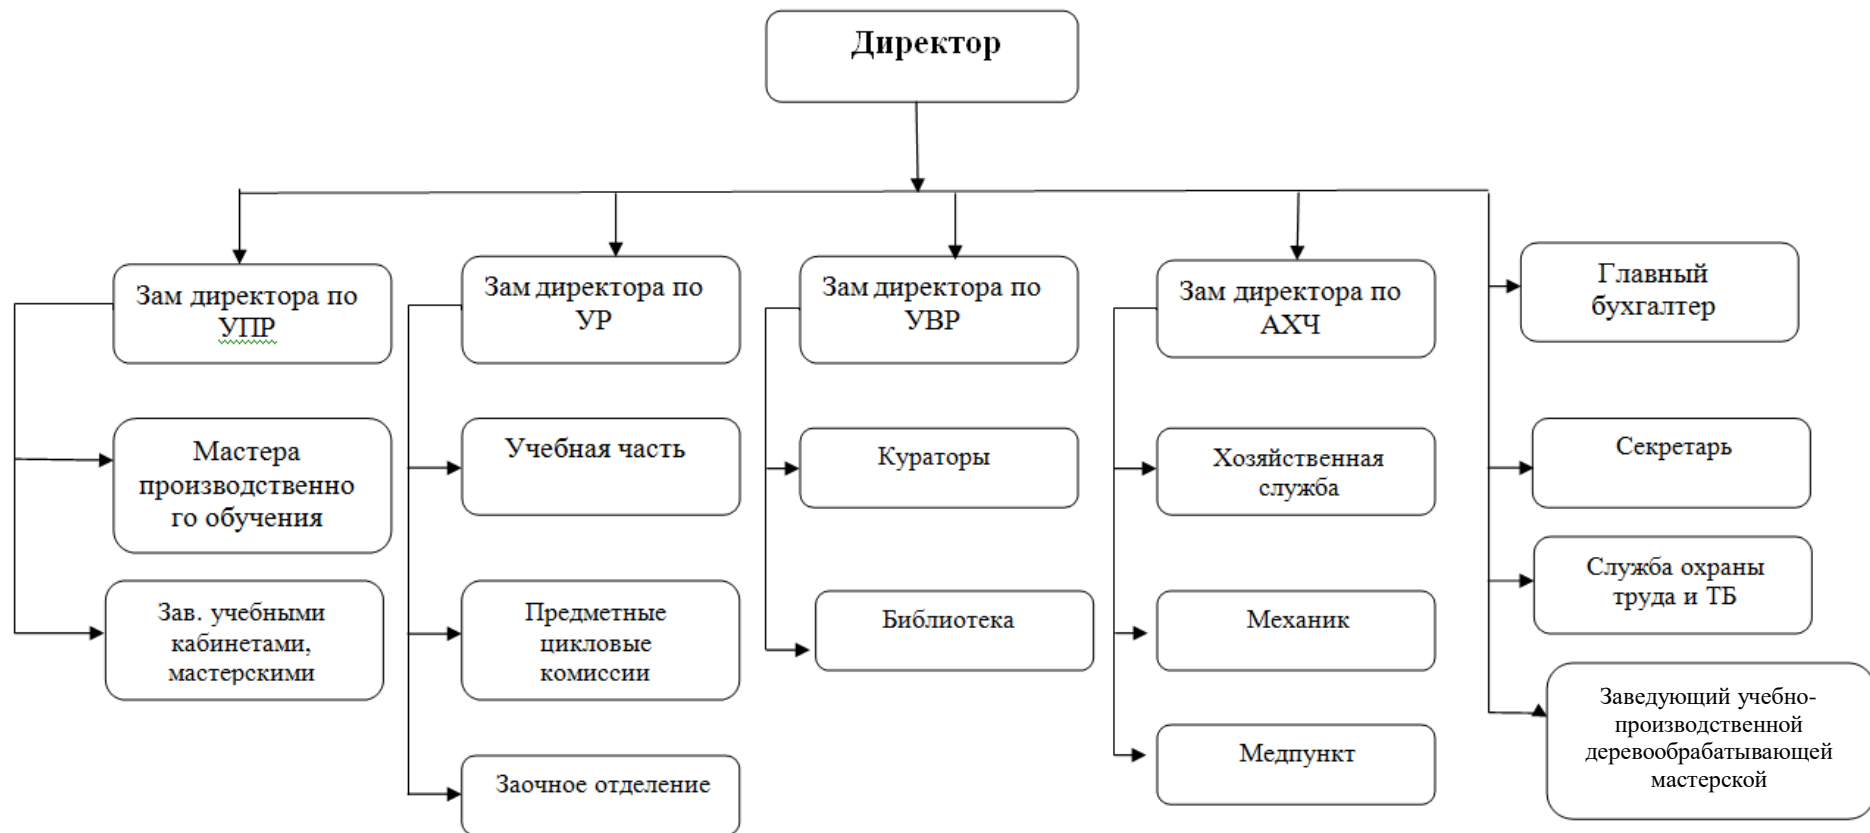 Директор
Зам директора по
УПР
Зам директора по
УР
Зам директора по
УВР
Зам директора по
АХЧ
Главный
бухгалтер
Мастера
производственно
го обучения
Учебная часть
Кураторы
Хозяйственная
служба
Секретарь
Зав. учебными
кабинетами,
мастерскими
Предметные
цикловые
комиссии
Библиотека
Механик
Служба охраны
труда и ТБ
Заочное отделение
Медпункт
Заведующий учебно-
производственной
деревообрабатывающей
мастерской